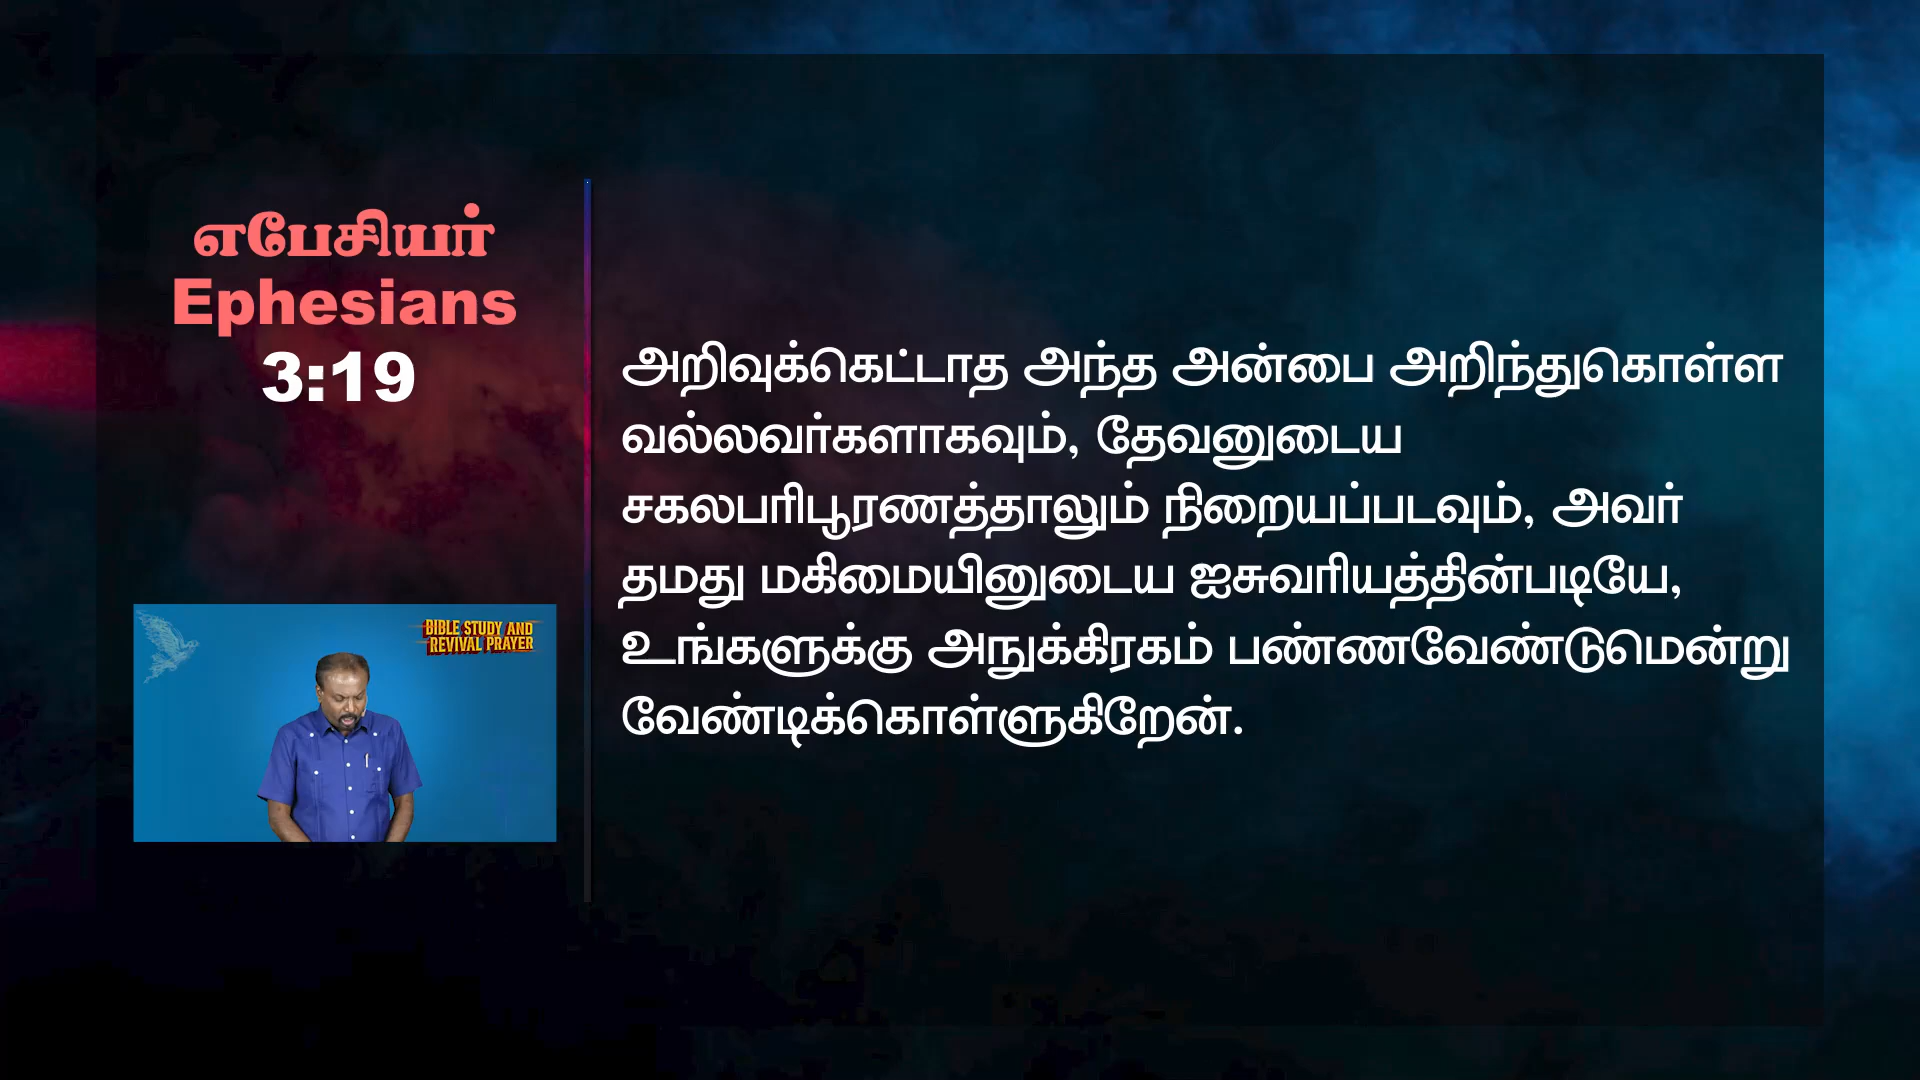 எபேசியர்
Ephesians
3:19
அறிவுக்கெட்டாத அந்த அன்பை அறிந்துகொள்ள
வல்லவர்களாகவும், தேவனுடைய
சகலபரிபூரணத்தாலும் நிறையப்படவும், அவர்
தமது மகிமையினுடைய ஐசுவரியத்தின்படியே,
உங்களுக்கு அநுக்கிரகம் பண்ணவேண்டுமென்று
வேண்டிக்கொள்ளுகிறேன்.
BIBLE STUDY AND
REVIVAL PRAYER